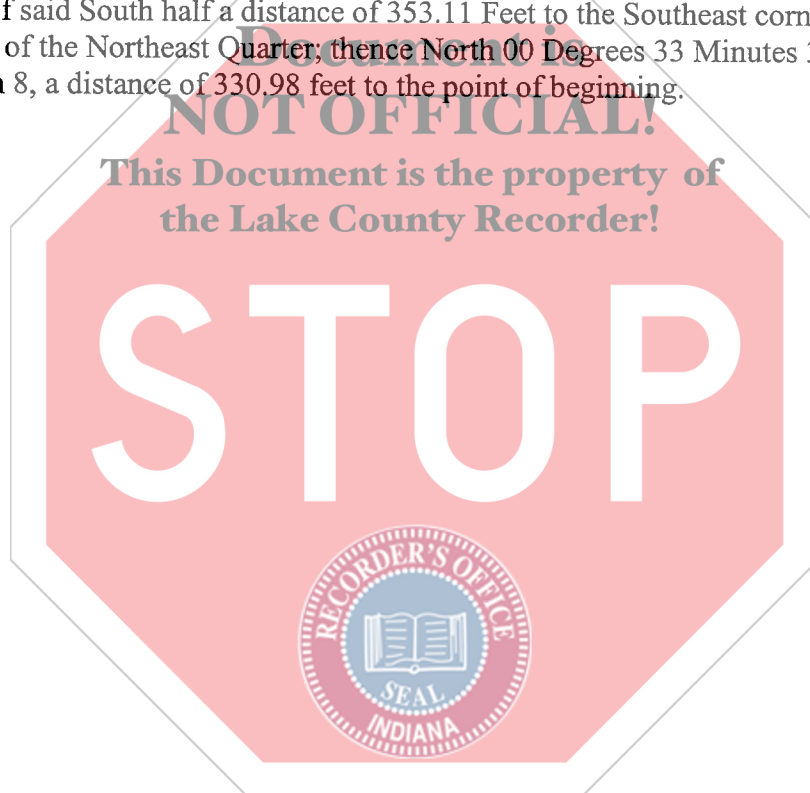 f said South half a distance of 353.11 Feet to the Southeast corn
of the Northeast Quarter; thence North 00 Degrees 33 Minutes
8, a distance of 330.98 feet to the point of beginning.
Document is
NOT OFFICIAL!
This Document is the property of
the Lake County Recorder!
STOP
RECORDER'S OFFICE
SEAL
INDIANA